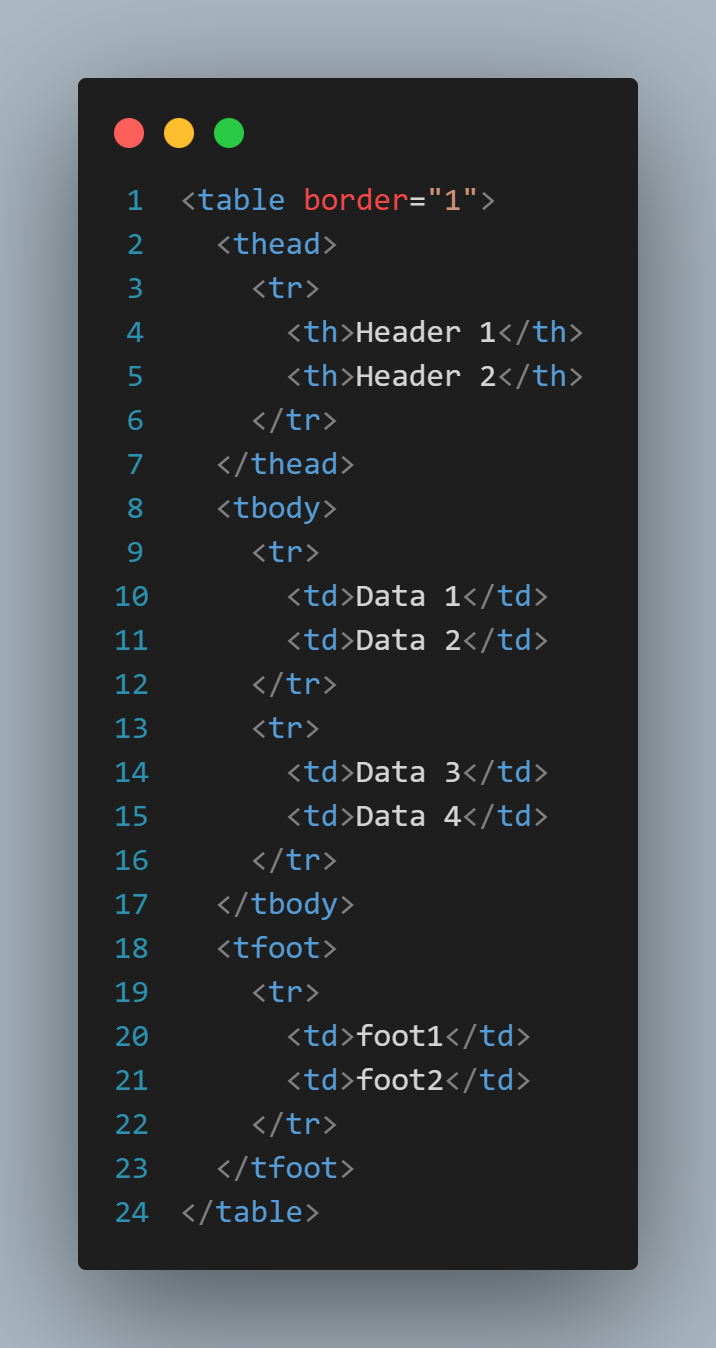 1 <table border="1">
2   <thead>
3     <tr>
4       <th>Header 1</th>
5       <th>Header 2</th>
6     </tr>
7   </thead>
8   <tbody>
9     <tr>
10       <td>Data 1</td>
11       <td>Data 2</td>
12     </tr>
13     <tr>
14       <td>Data 3</td>
15       <td>Data 4</td>
16     </tr>
17   </tbody>
18   <tfoot>
19     <tr>
20       <td>foot1</td>
21       <td>foot2</td>
22     </tr>
23   </tfoot>
24 </table>